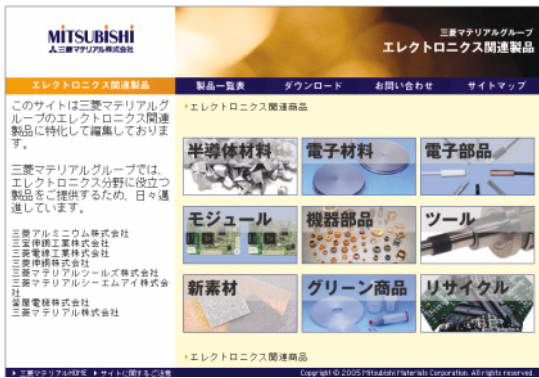 MITSUBISHI
三菱マテリアル株式会社
三菱マテリアルグループ
エレクトロニクス関連製品
エレクトロニクス関連製品
製品一覧表
ダウンロード
お問い合わせ
サイトマップ
このサイトは三菱マテリアルグ
ループのエレクトロニクス関連
製品に特化して編集しておりま
す。
三菱マテリアルグループでは、
エレクトロニクス分野に役立つ
製品をご提供するため、日々邁
進しています。
三菱アルミニウム株式会社
三宝伸銅工業株式会社
三菱電線工業株式会社
三菱伸銅株式会社
三菱マテリアルツールズ株式会社
三菱マテリアルシーエムアイ株式会
社
釜屋電機株式会社
三菱マテリアル株式会社
エレクトロニクス関連商品
半導体材料
電子材料
電子部品
モジュール
機器部品
ツール
新素材
グリーン商品
リサイクル
エレクトロニクス関連商品
三菱マテリアルHOME
サイトに関するご注意
Copyright © 2005 Mitsubishi Materials Corporation. All rights reserved.